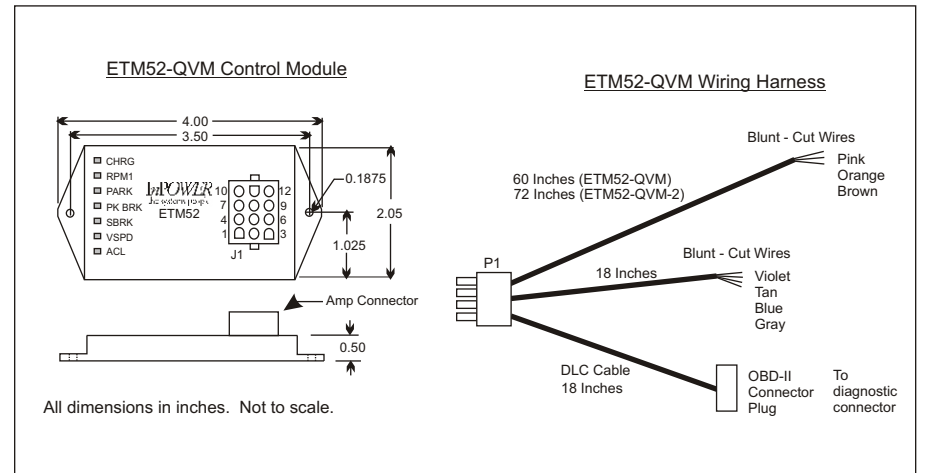 ETM52-QVM Control Module
4.00
3.50
CHRG
RPM1
PARK
PK BRK
SBRK
VSPD
ACL
InPOWER
ETM52
10
12
7
9
4
6
1
3
J1
0.1875
2.05
1.025
Amp Connector
0.50
All dimensions in inches. Not to scale.
ETM52-QVM Wiring Harness
Blunt - Cut Wires
Pink
Orange
Brown
60 Inches (ETM52-QVM)
72 Inches (ETM52-QVM-2)
P1
18 Inches
Blunt - Cut Wires
Violet
Tan
Blue
Gray
DLC Cable
18 Inches
OBD-II
Connector
Plug
To
diagnostic
connector